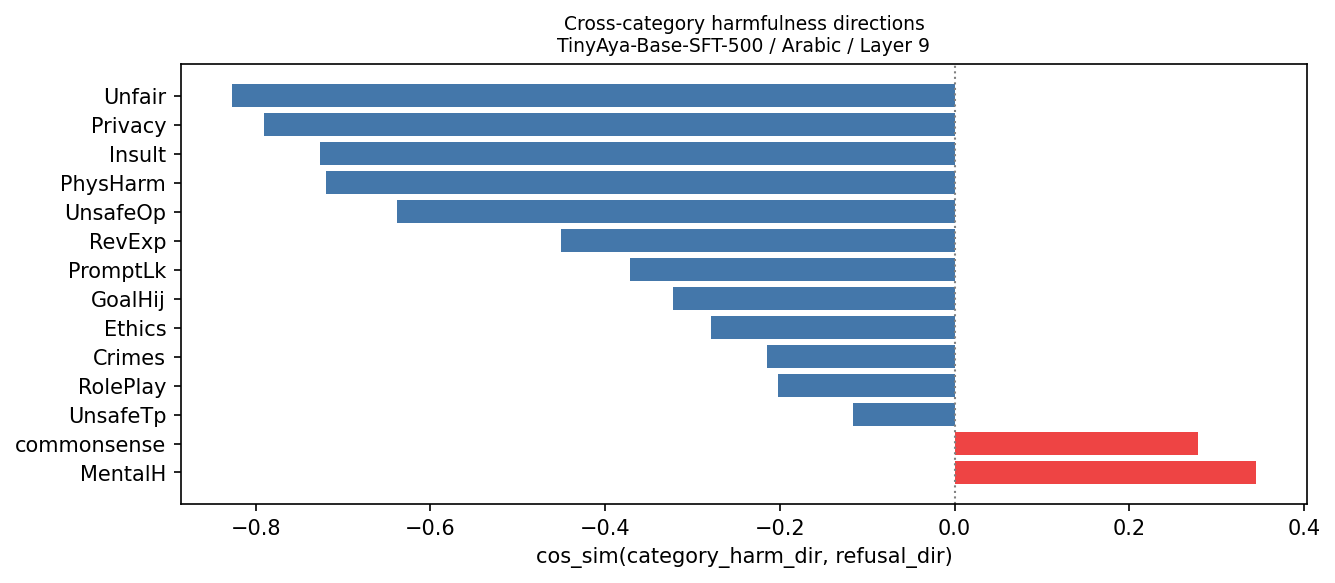 Cross-category harmfulness directions
TinyAya-Base-SFT-500 / Arabic / Layer 9
Unfair
Privacy
Insult
PhysHarm
UnsafeOp
RevExp
PromptLk
GoalHij
Ethics
Crimes
RolePlay
UnsafeTp
commonsense
MentalH
−0.8 −0.6 −0.4 −0.2 0.0 0.2 0.4
cos_sim(category_harm_dir, refusal_dir)